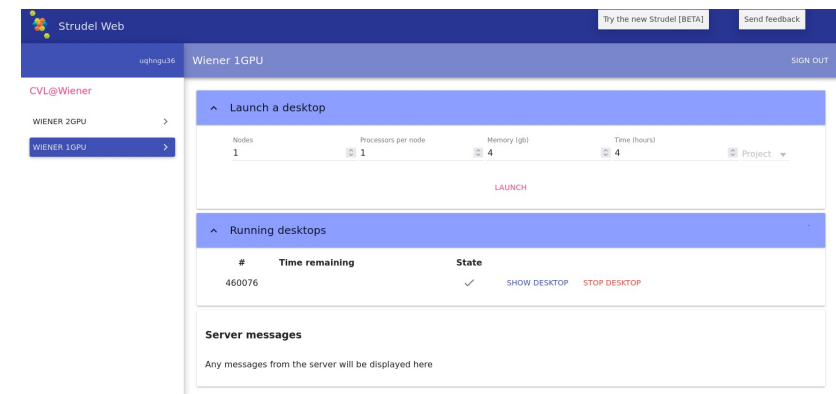 Strudel Web
Try the new Strudel [BETA]
Send feedback
uqhngu36
Wiener 1GPU
SIGN OUT
CVL@Wiener
WIENER 2GPU
WIENER 1GPU
Launch a desktop
Nodes Processors per node Memory (gb) Time (hours)
1 1 4 4 Project
LAUNCH
Running desktops
# Time remaining State
460076 SHOW DESKTOP STOP DESKTOP
Server messages
Any messages from the server will be displayed here